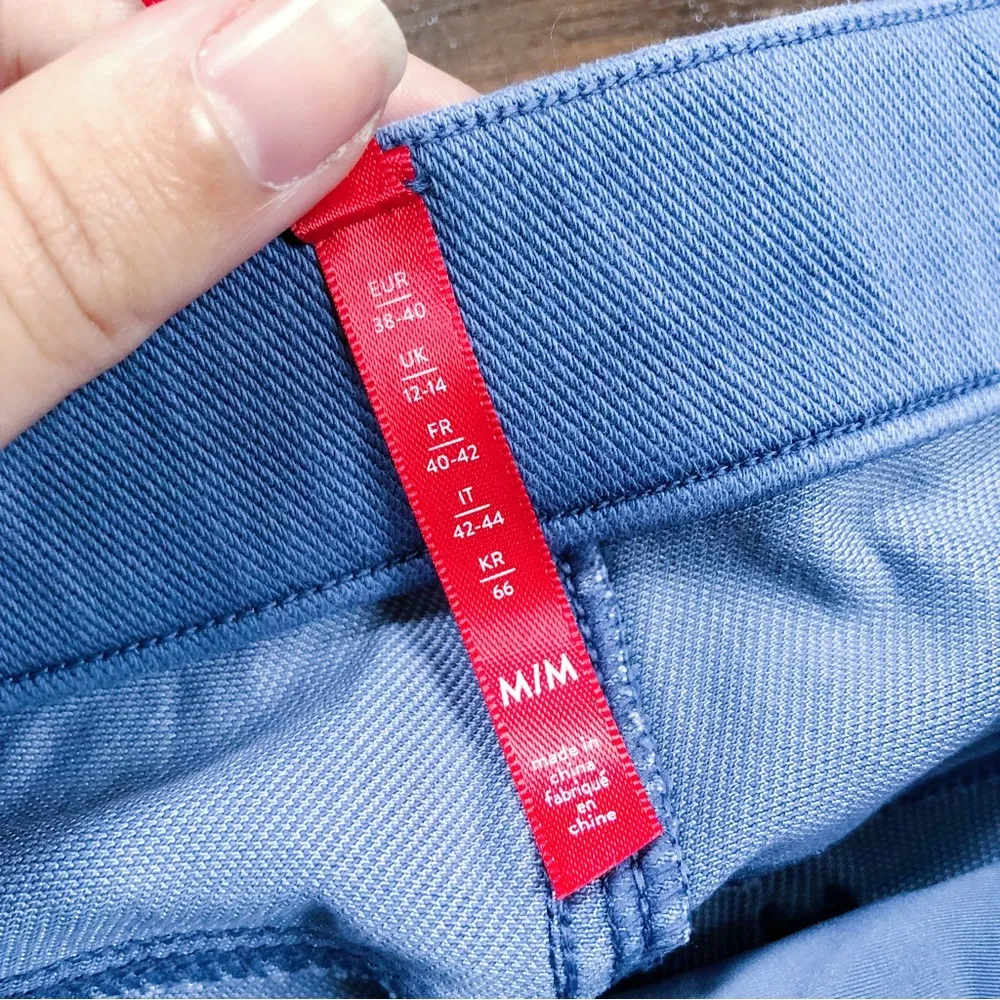 EUR
38-40
UK
12-14
FR
40-42
IT
42-44
KR
66
M/M
made in
china
fabriqué
en
chine